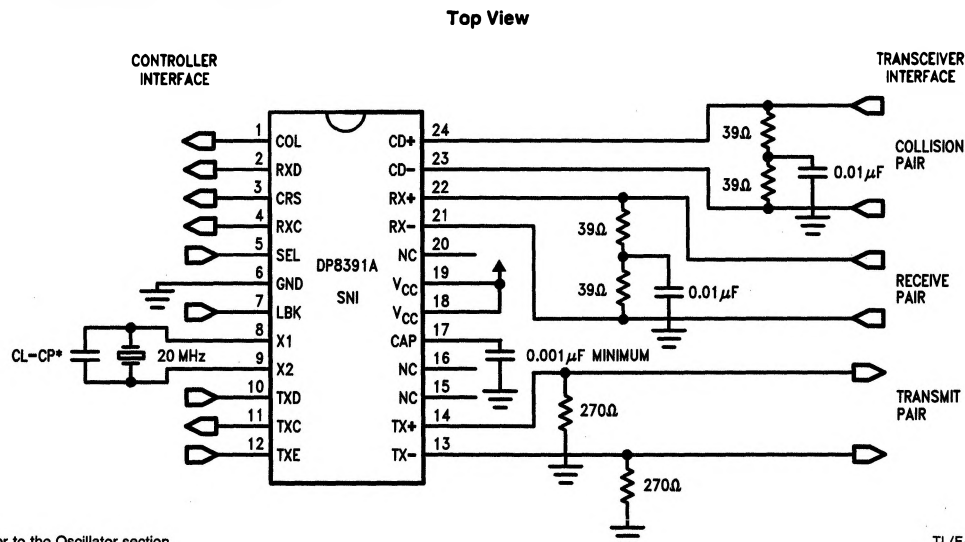 Top View
CONTROLLER
INTERFACE
TRANSCEIVER
INTERFACE
1 COL
2 RXD
3 CRS
4 RXC
5 SEL
6 GND
7 LBK
8 X1
9 X2
10 TXD
11 TXC
12 TXE
DP8391A
SNI
CD+ 24
CD- 23
RX+ 22
RX- 21
NC 20
VCC 19
VCC 18
CAP 17
NC 16
NC 15
TX+ 14
TX- 13
CL-CP*
20 MHz
39Ω
39Ω
0.01μF
COLLISION
PAIR
39Ω
39Ω
0.01μF
RECEIVE
PAIR
0.001μF MINIMUM
270Ω
270Ω
TRANSMIT
PAIR
er to the Oscillator section
TL/F